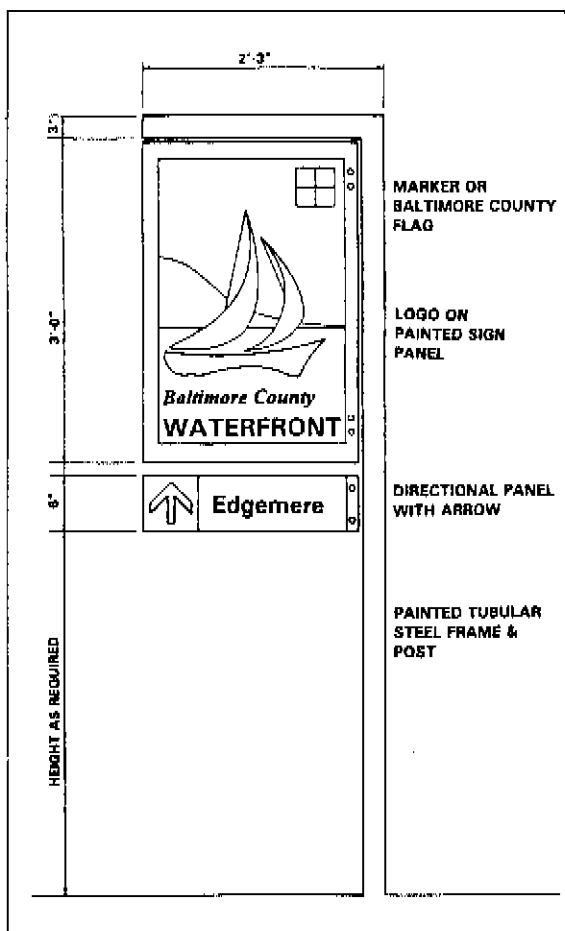 2'-3"
3"
MARKER OR
BALTIMORE COUNTY
FLAG
3'-0"
LOGO ON
PAINTED SIGN
PANEL
Baltimore County
WATERFRONT
6"
Edgemere
DIRECTIONAL PANEL
WITH ARROW
PAINTED TUBULAR
STEEL FRAME &
POST
HEIGHT AS REQUIRED